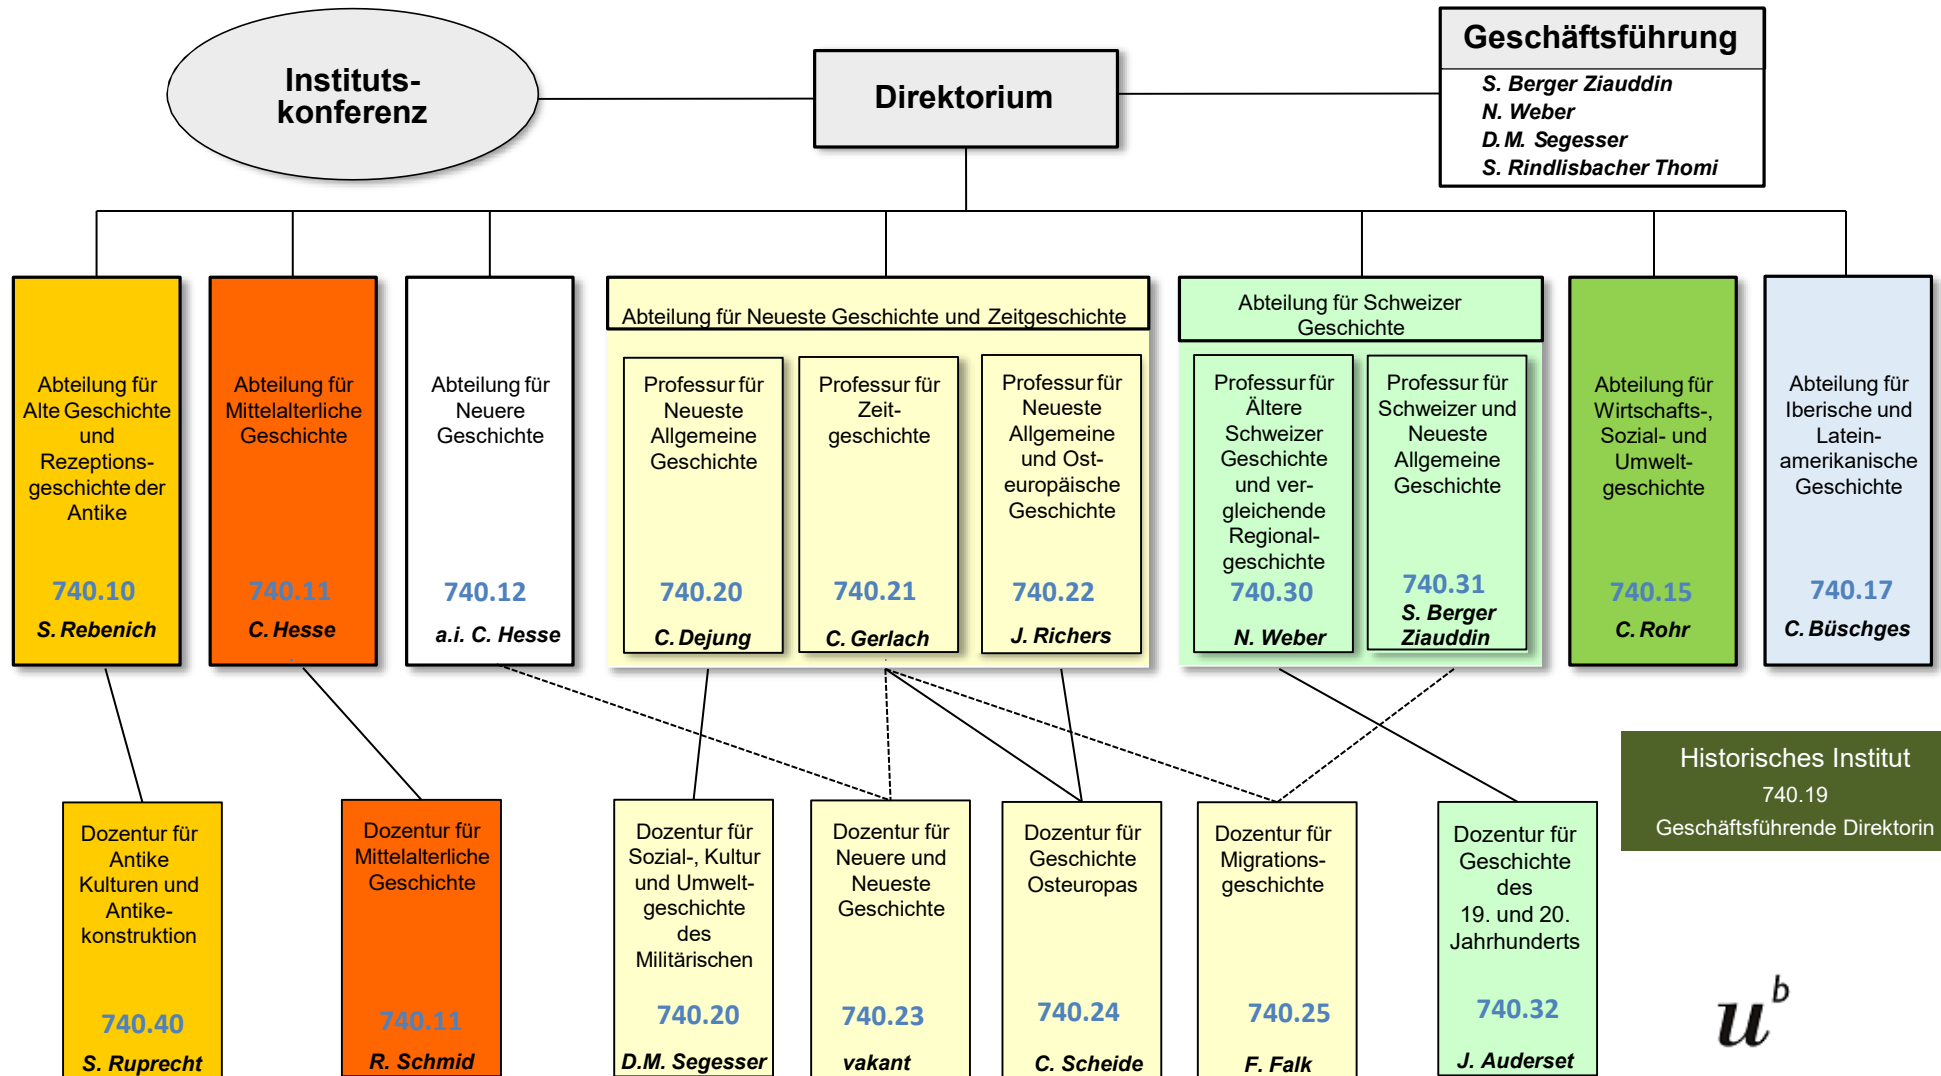 Instituts-
konferenz
Direktorium
Geschäftsführung
S. Berger Ziauddin
N. Weber
D.M. Segesser
S. Rindlisbacher Thomi
Abteilung für
Alte Geschichte
und
Rezeptions-
geschichte der
Antike
740.10
S. Rebenich
Abteilung für
Mittelalterliche
Geschichte
740.11
C. Hesse
Abteilung für
Neuere
Geschichte
740.12
a.i. C. Hesse
Abteilung für Neueste Geschichte und Zeitgeschichte
Professur für
Neueste
Allgemeine
Geschichte
740.20
C. Dejung
Professur für
Zeit-
geschichte
740.21
C. Gerlach
Professur für
Neueste
Allgemeine
und Ost-
europäische
Geschichte
740.22
J. Richers
Abteilung für Schweizer
Geschichte
Professur für
Ältere
Schweizer
Geschichte
und ver-
gleichende
Regional-
geschichte
740.30
N. Weber
Professur für
Schweizer und
Neueste
Allgemeine
Geschichte
740.31
S. Berger
Ziauddin
Abteilung für
Wirtschafts-,
Sozial- und
Umwelt-
geschichte
740.15
C. Rohr
Abteilung für
Iberische und
Latein-
amerikanische
Geschichte
740.17
C. Büschges
Dozentur für
Antike
Kulturen und
Antike-
konstruktion
740.40
S. Ruprecht
Dozentur für
Mittelalterliche
Geschichte
740.11
R. Schmid
Dozentur für
Sozial-, Kultur
und Umwelt-
geschichte
des
Militärischen
740.20
D.M. Segesser
Dozentur für
Neuere und
Neueste
Geschichte
740.23
vakant
Dozentur für
Geschichte
Osteuropas
740.24
C. Scheide
Dozentur für
Migrations-
geschichte
740.25
F. Falk
Dozentur für
Geschichte
des
19. und 20.
Jahrhunderts
740.32
J. Auderset
Historisches Institut
740.19
Geschäftsführende Direktorin
u b